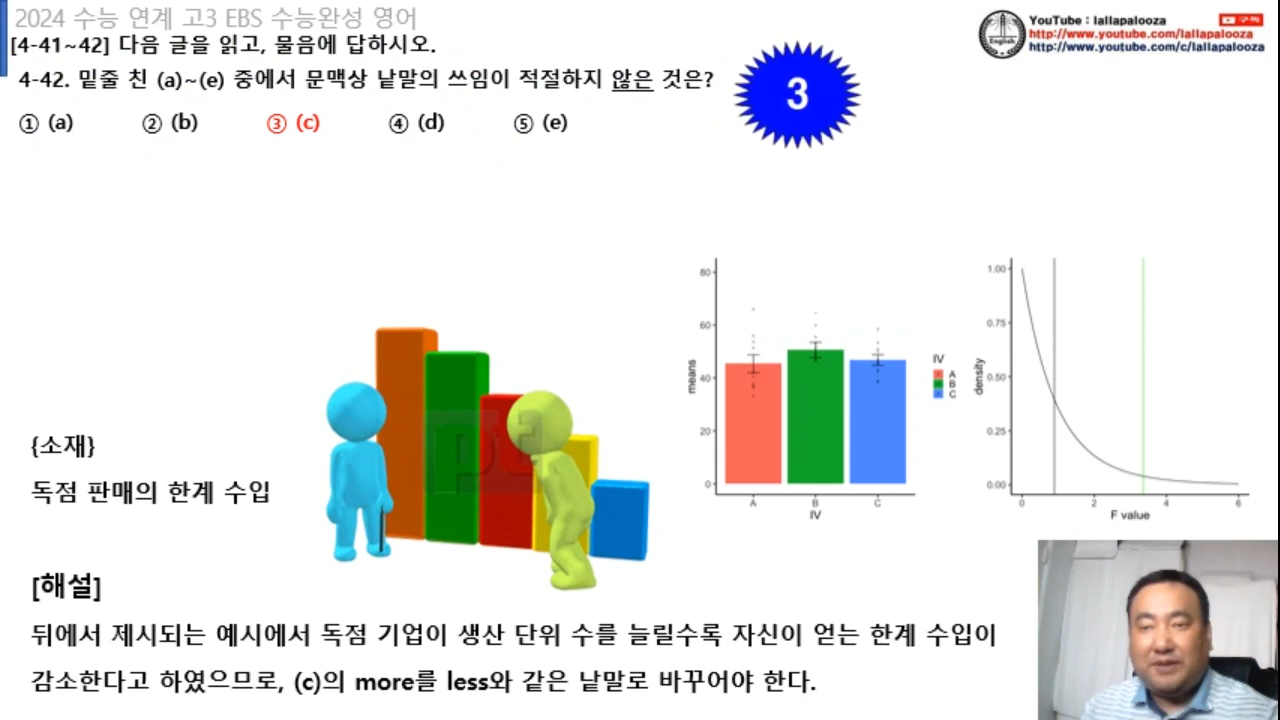 2024 수능 연계 고3 EBS 수능완성 영어
[4-41~42] 다음 글을 읽고, 물음에 답하시오.
4-42. 밑줄 친 (a)~(e) 중에서 문맥상 낱말의 쓰임이 적절하지 않은 것은?
① (a) ② (b) ③ (c) ④ (d) ⑤ (e)
3
YouTube : lallapalooza
구독
http://www.youtube.com/lallapalooza
http://www.youtube.com/c/lallapalooza
English
80
60
40
20
0
means
A B C
IV
IV
A
B
C
1.00
0.75
0.50
0.25
0.00
density
0 2 4 6
F value
{소재}
독점 판매의 한계 수입
[해설]
뒤에서 제시되는 예시에서 독점 기업이 생산 단위 수를 늘릴수록 자신이 얻는 한계 수입이
감소한다고 하였으므로, (c)의 more를 less와 같은 낱말로 바꾸어야 한다.